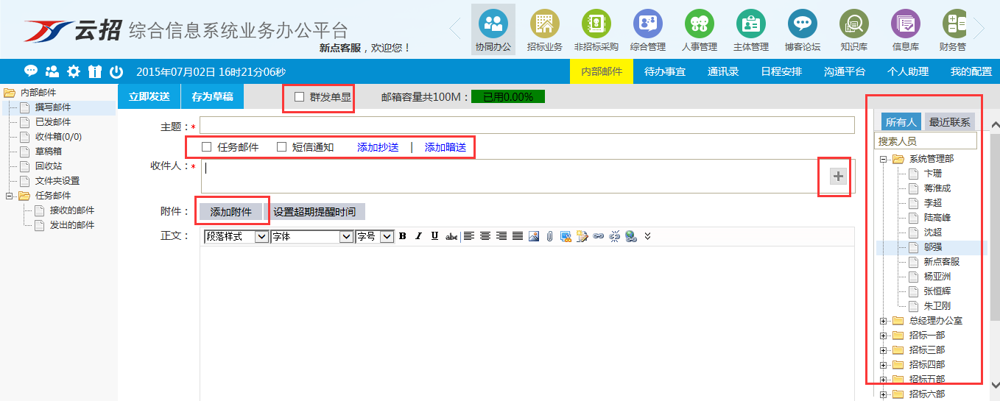 云招 综合信息系统业务办公平台
新点客服，欢迎您！
协同办公 招标业务 非招标采购 综合管理 人事管理 主体管理 博客论坛 知识库 信息库 财务管
2015年07月02日 16时21分06秒
内部邮件 待办事宜 通讯录 日程安排 沟通平台 个人助理 我的配置
内部邮件
撰写邮件
已发邮件
收件箱(0/0)
草稿箱
回收站
文件夹设置
任务邮件
接收的邮件
发出的邮件
立即发送 存为草稿 群发单显 邮箱容量共100M： 已用0.00%
主题：*
任务邮件 短信通知 添加抄送 | 添加暗送
收件人：*
附件： 添加附件 设置超期提醒时间
正文： 段落样式 字体 字号 B I U abc
所有人 最近联系
搜索人员
系统管理部
卞珊
蒋淮成
李超
陆高峰
沈超
邬强
新点客服
杨亚洲
张恒辉
朱卫刚
总经理办公室
招标一部
招标三部
招标四部
招标五部
招标六部